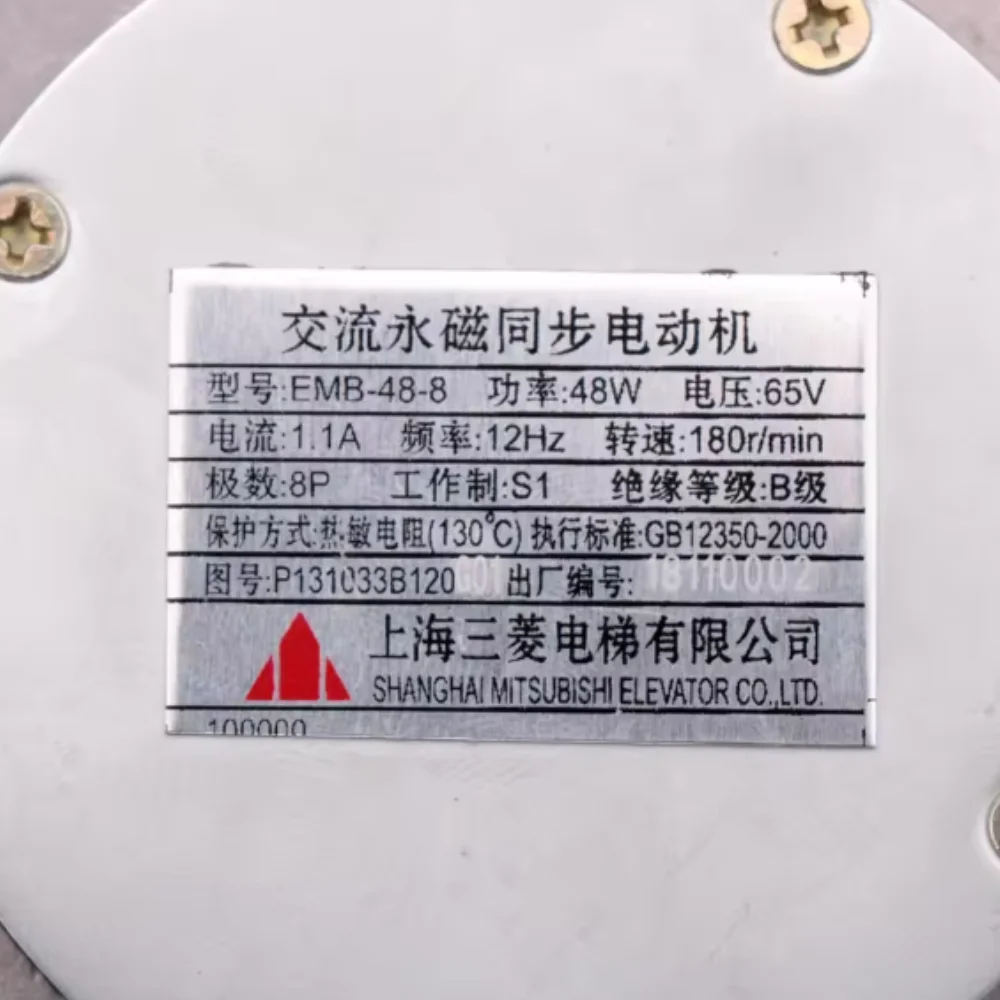 交流永磁同步电动机
型号:EMB-48-8 功率:48W 电压:65V
电流:1.1A 频率:12Hz 转速:180r/min
极数:8P 工作制:S1 绝缘等级:B级
保护方式:热敏电阻(130℃) 执行标准:GB12350-2000
图号:P131033B120 G01 出厂编号: 18110002
上海三菱电梯有限公司
SHANGHAI MITSUBISHI ELEVATOR CO.,LTD.